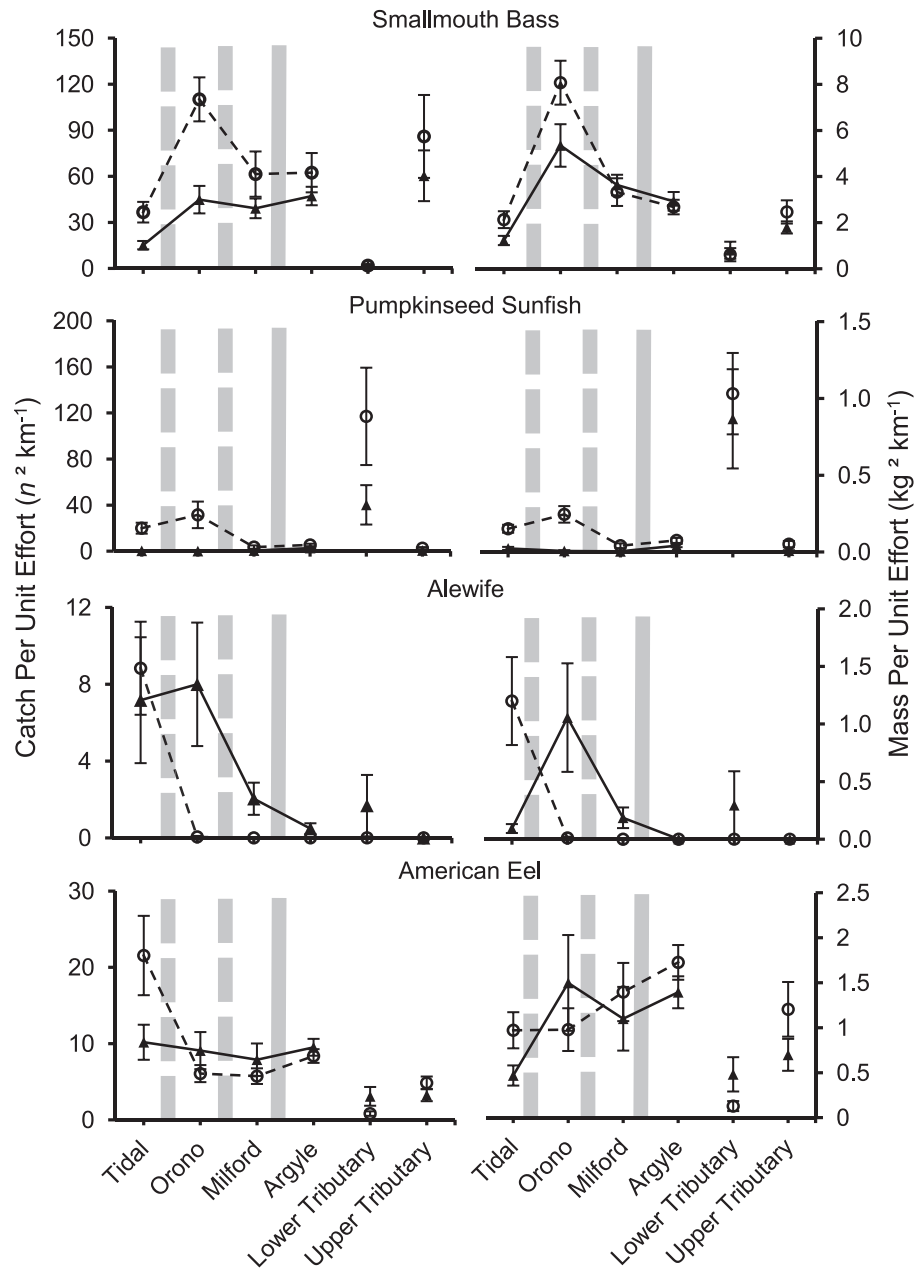 Smallmouth Bass
150
120
90
60
30
0
10
8
6
4
2
0
Pumpkinseed Sunfish
200
160
120
80
40
0
1.5
1.0
0.5
0.0
Catch Per Unit Effort (n ² km⁻¹)
Mass Per Unit Effort (kg ² km⁻¹)
Alewife
12
8
4
0
2.0
1.5
1.0
0.5
0.0
American Eel
30
20
10
0
2.5
2
1.5
1
0.5
0
Tidal
Orono
Milford
Argyle
Lower Tributary
Upper Tributary
Tidal
Orono
Milford
Argyle
Lower Tributary
Upper Tributary